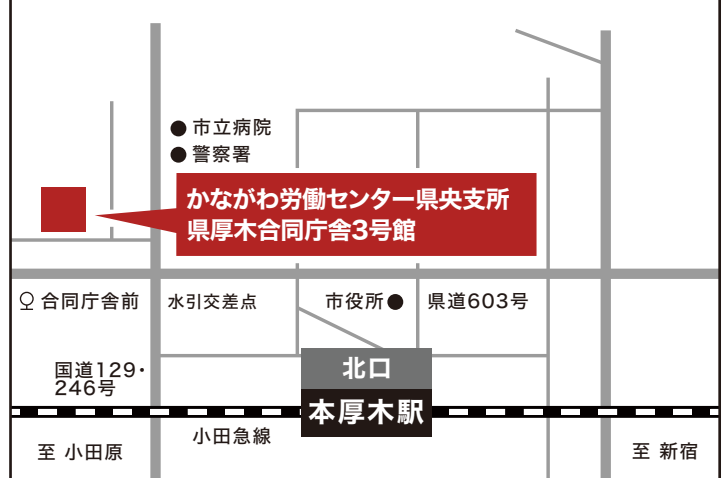 市立病院
警察署
かながわ労働センター県央支所
県厚木合同庁舎3号館
合同庁舎前
水引交差点
市役所
県道603号
国道129・
246号
北口
本厚木駅
小田急線
至 小田原
至 新宿